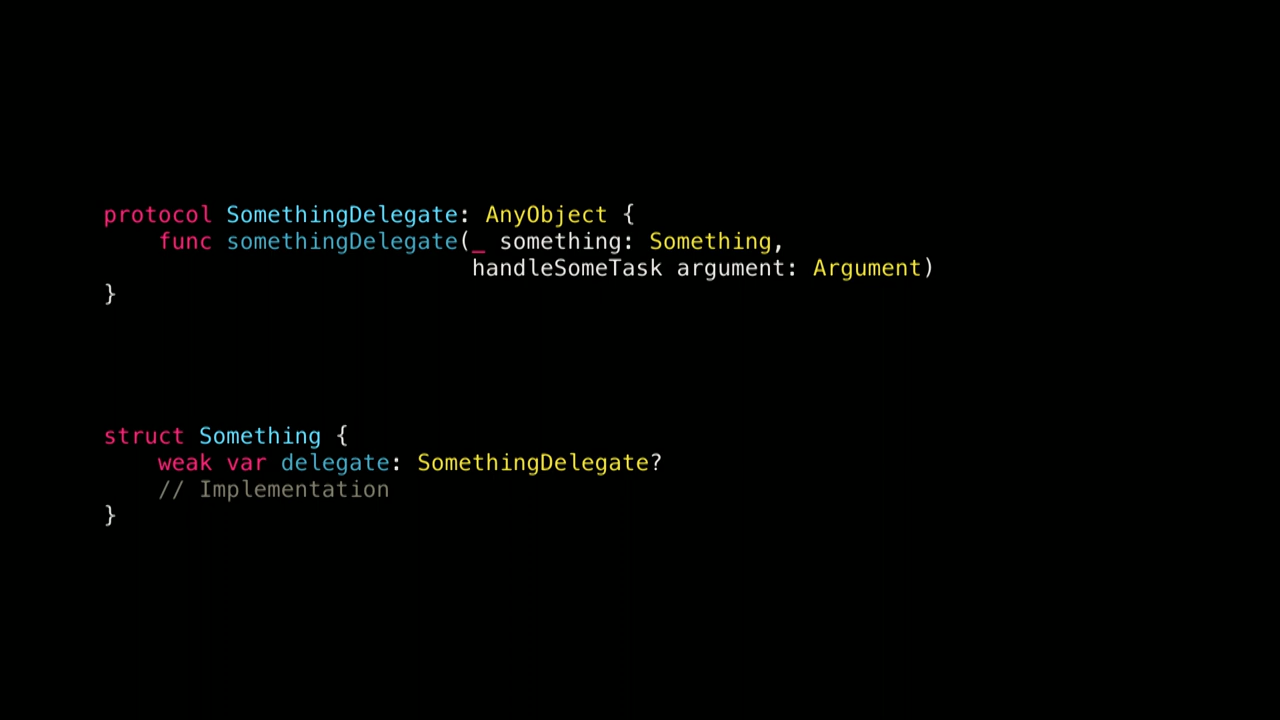 protocol SomethingDelegate: AnyObject {
    func somethingDelegate(_ something: Something,
                           handleSomeTask argument: Argument)
}
struct Something {
    weak var delegate: SomethingDelegate?
    // Implementation
}